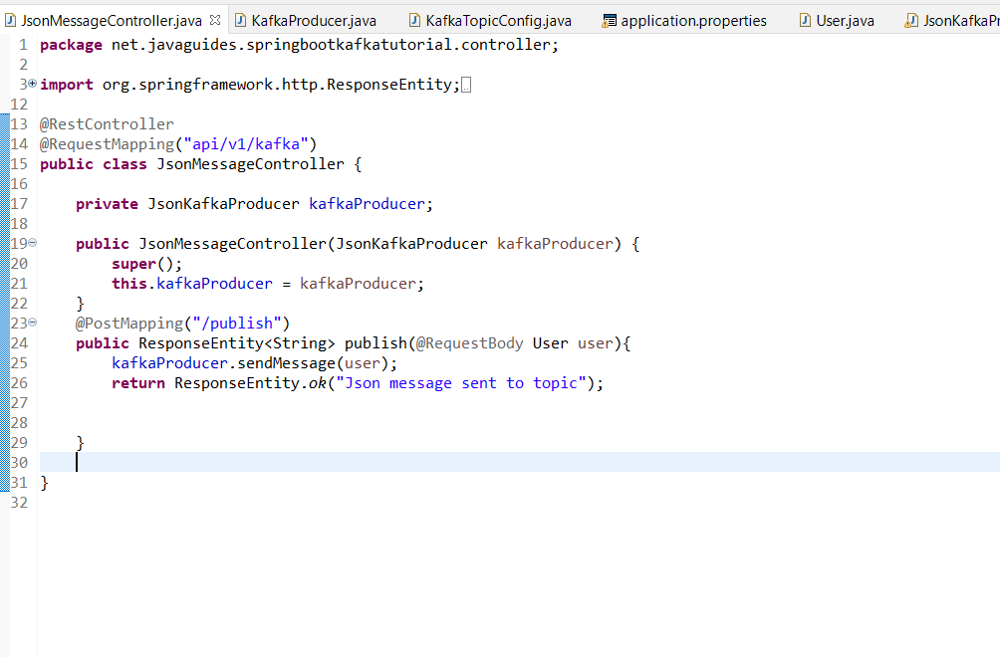 JsonMessageController.java KafkaProducer.java KafkaTopicConfig.java application.properties User.java JsonKafkaPr
1 package net.javaguides.springbootkafkatutorial.controller;
2
3 import org.springframework.http.ResponseEntity;
12
13 @RestController
14 @RequestMapping("api/v1/kafka")
15 public class JsonMessageController {
16
17 private JsonKafkaProducer kafkaProducer;
18
19 public JsonMessageController(JsonKafkaProducer kafkaProducer) {
20 super();
21 this.kafkaProducer = kafkaProducer;
22 }
23 @PostMapping("/publish")
24 public ResponseEntity<String> publish(@RequestBody User user){
25 kafkaProducer.sendMessage(user);
26 return ResponseEntity.ok("Json message sent to topic");
27
28
29 }
30
31 }
32